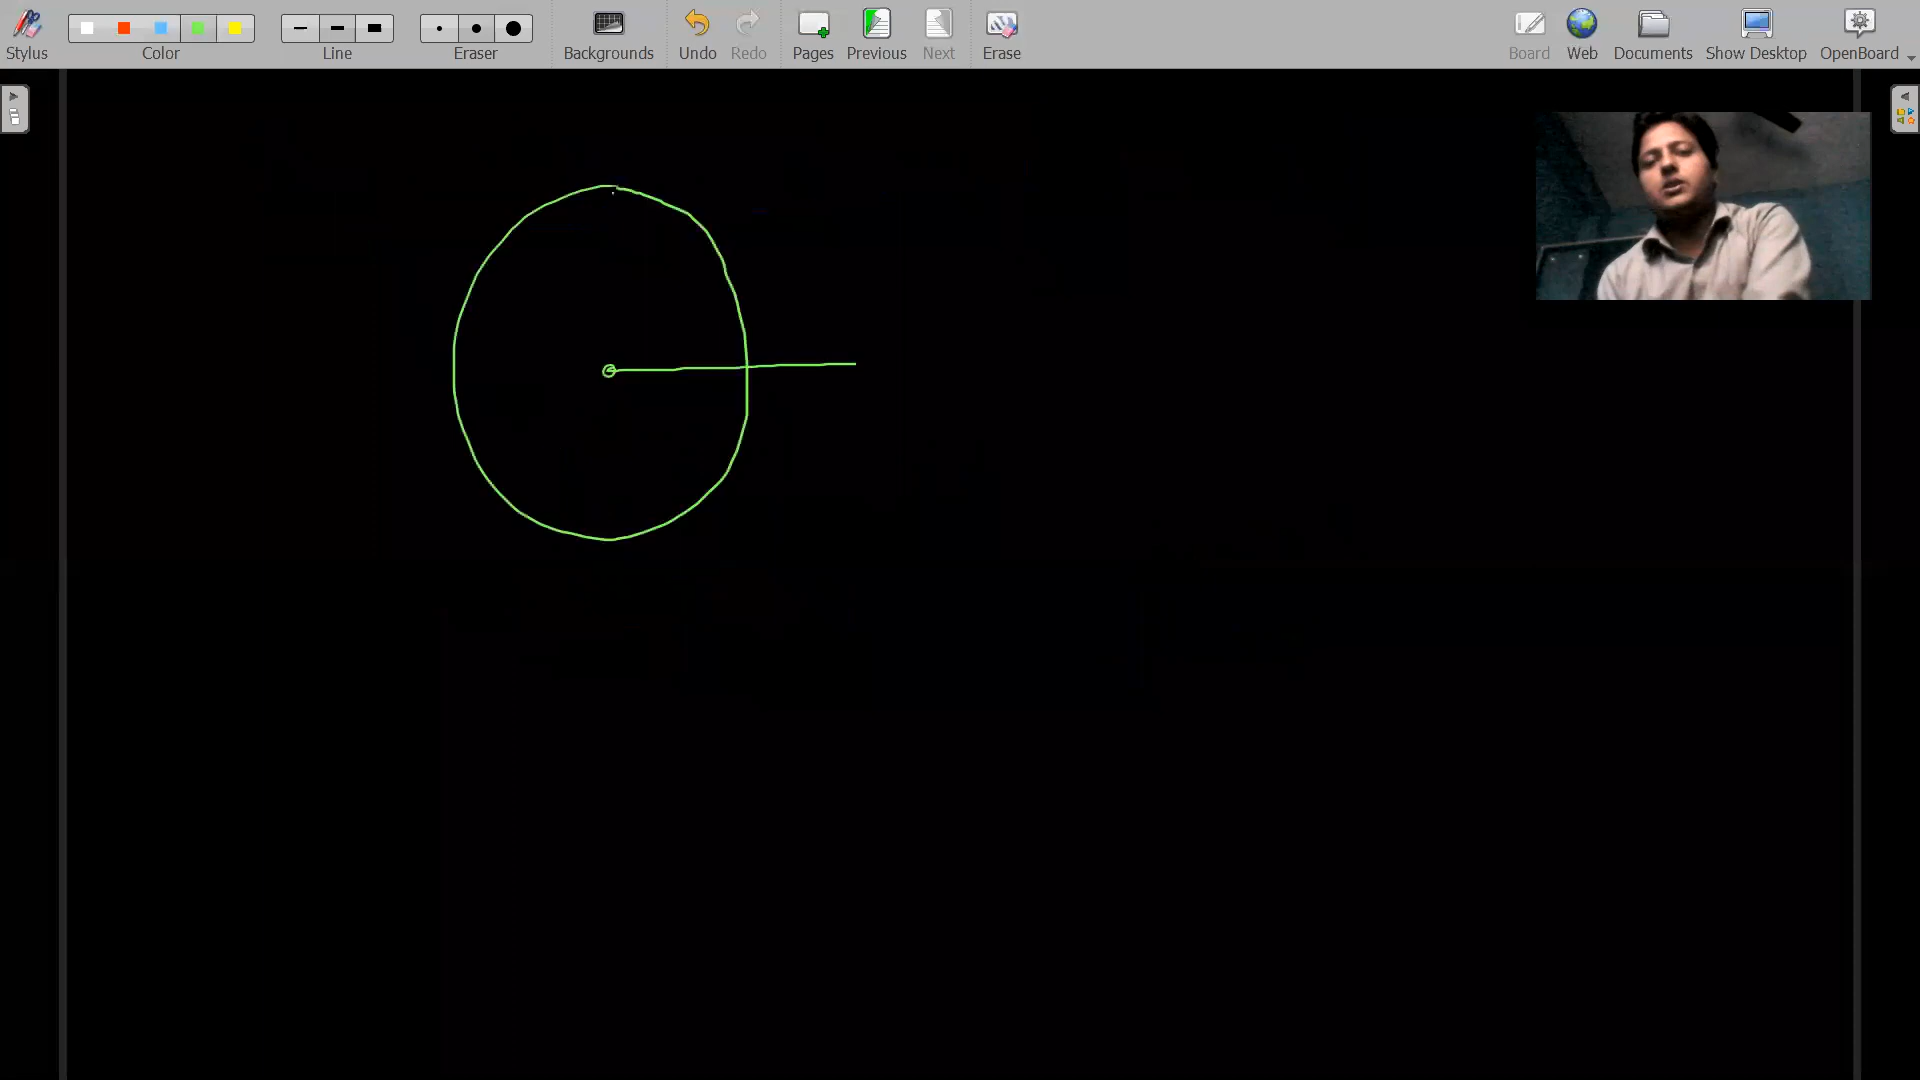 Stylus
Color
Line
Eraser
Backgrounds
Undo
Redo
Pages
Previous
Next
Erase
Board
Web
Documents
Show Desktop
OpenBoard